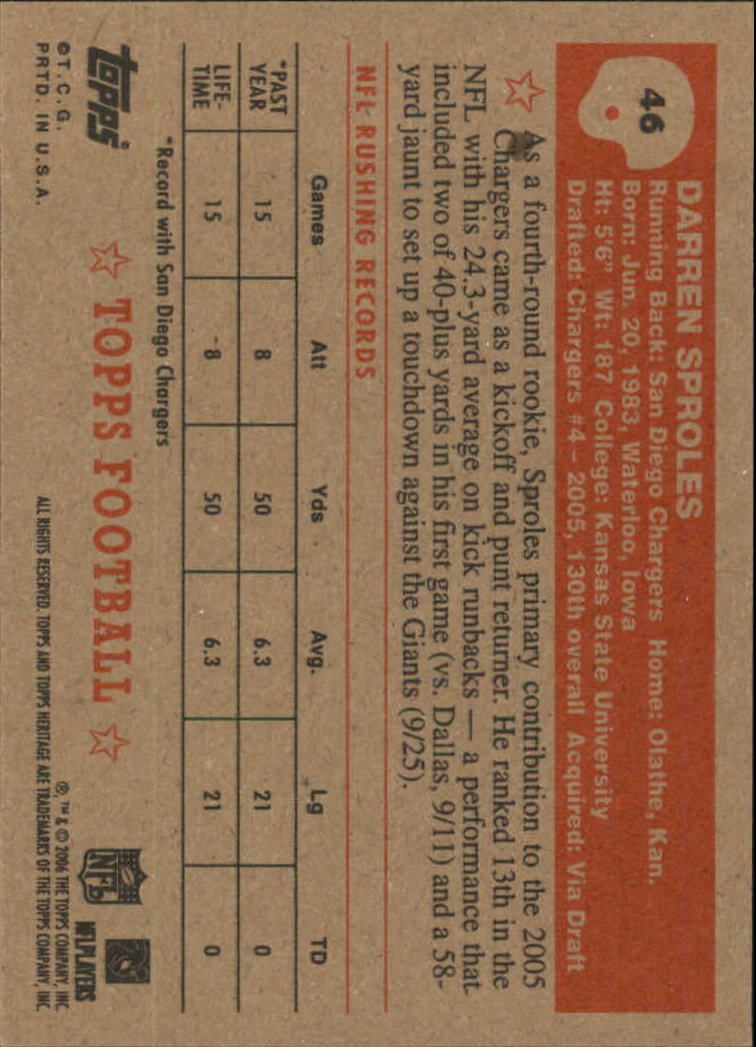 46
DARREN SPROLES
Running Back: San Diego Chargers Home: Olathe, Kan.
Born: Jun. 20, 1983, Waterloo, Iowa
Ht: 5'6" Wt: 187 College: Kansas State University
Drafted: Chargers #4 – 2005, 130th overall Acquired: Via Draft
As a fourth-round rookie, Sproles primary contribution to the 2005
Chargers came as a kickoff and punt returner. He ranked 13th in the
NFL with his 24.3-yard average on kick runbacks — a performance that
included two of 40-plus yards in his first game (vs. Dallas, 9/11) and a 58-
yard jaunt to set up a touchdown against the Giants (9/25).
NFL RUSHING RECORDS
Games Att Yds Avg. Lg TD
*PAST
YEAR 15 8 50 6.3 21 0
LIFE-
TIME 15 8 50 6.3 21 0
*Record with San Diego Chargers
topps
©T.C.G.
PRTD. IN U.S.A.
TOPPS FOOTBALL
NFL
NFL PLAYERS
®, ™ & © 2006 THE TOPPS COMPANY, INC.
ALL RIGHTS RESERVED. TOPPS AND TOPPS HERITAGE ARE TRADEMARKS OF THE TOPPS COMPANY, INC.